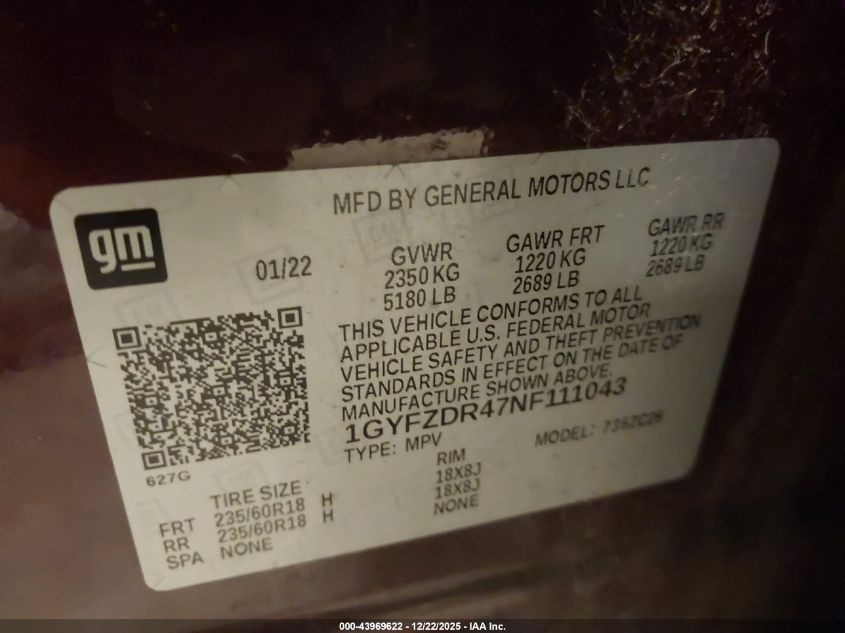 MFD BY GENERAL MOTORS LLC
gm
01/22
GVWR
2350 KG
5180 LB
GAWR FRT
1220 KG
2689 LB
GAWR RR
1220 KG
2689 LB
THIS VEHICLE CONFORMS TO ALL
APPLICABLE U.S. FEDERAL MOTOR
VEHICLE SAFETY AND THEFT PREVENTION
STANDARDS IN EFFECT ON THE DATE OF
MANUFACTURE SHOWN ABOVE.
1GYFZDR47NF111043
TYPE: MPV
MODEL: 7362C26
627G
TIRE SIZE
RIM
FRT 235/60R18 H 18X8J
RR 235/60R18 H 18X8J
SPA NONE NONE
000-43969622 - 12/22/2025 - IAA Inc.